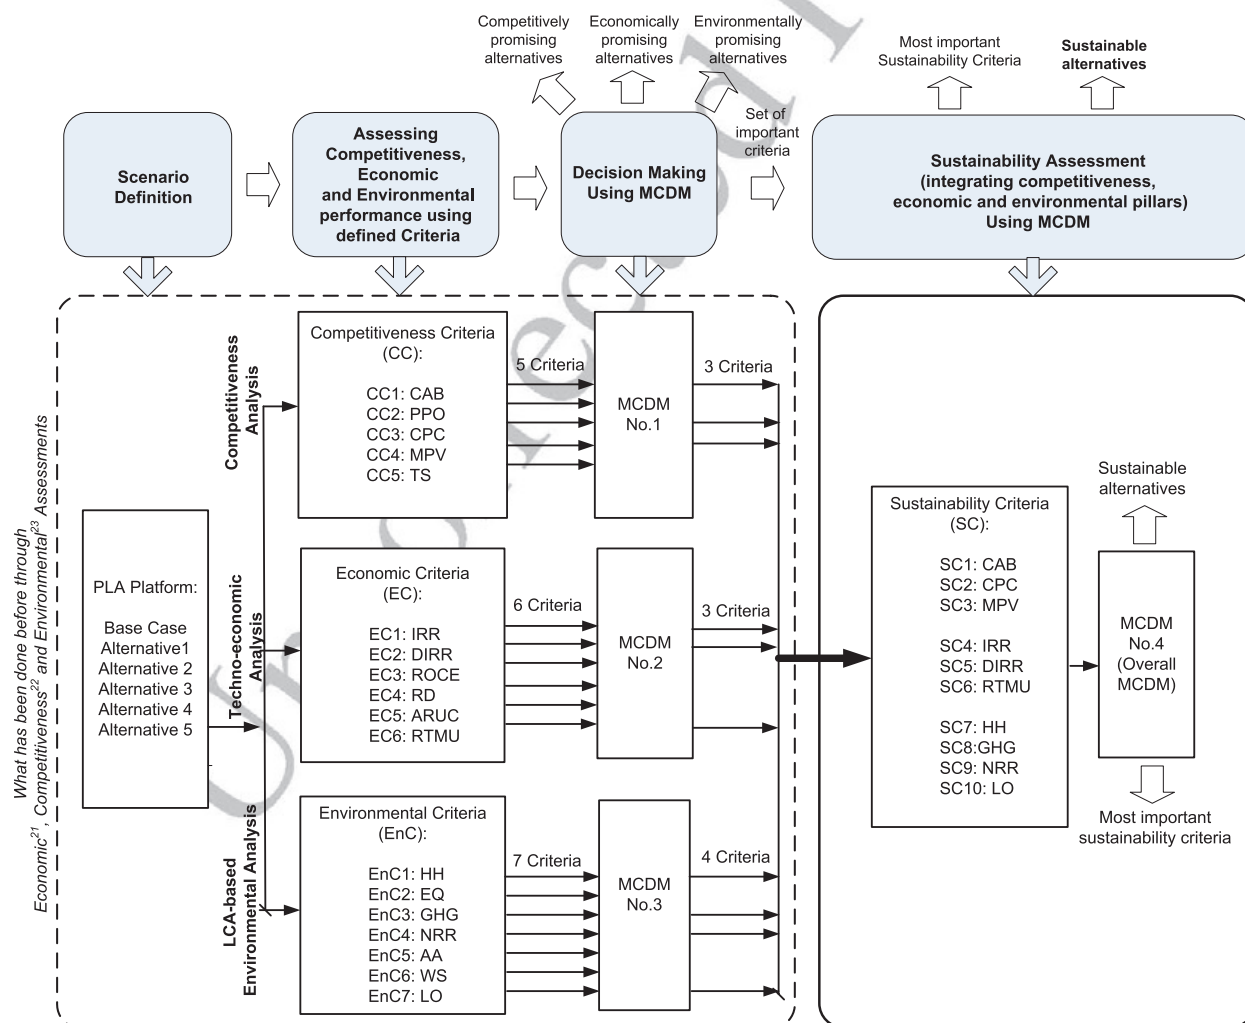 Competitively
promising
alternatives
Economically
promising
alternatives
Environmentally
promising
alternatives
Most important
Sustainability Criteria
Sustainable
alternatives
Scenario
Definition
Assessing
Competitiveness,
Economic
and Environmental
performance using
defined Criteria
Decision Making
Using MCDM
Set of
important
criteria
Sustainability Assessment
(integrating competitiveness,
economic and environmental pillars)
Using MCDM
What has been done before through
Economic21, Competitiveness22 and Environmental23 Assessments
PLA Platform:
Base Case
Alternative1
Alternative 2
Alternative 3
Alternative 4
Alternative 5
Competitiveness
Analysis
Techno-economic
Analysis
LCA-based
Environmental Analysis
Competitiveness Criteria
(CC):
CC1: CAB
CC2: PPO
CC3: CPC
CC4: MPV
CC5: TS
5 Criteria
MCDM
No.1
3 Criteria
Economic Criteria
(EC):
EC1: IRR
EC2: DIRR
EC3: ROCE
EC4: RD
EC5: ARUC
EC6: RTMU
6 Criteria
MCDM
No.2
3 Criteria
Environmental Criteria
(EnC):
EnC1: HH
EnC2: EQ
EnC3: GHG
EnC4: NRR
EnC5: AA
EnC6: WS
EnC7: LO
7 Criteria
MCDM
No.3
4 Criteria
Sustainability Criteria
(SC):
SC1: CAB
SC2: CPC
SC3: MPV
SC4: IRR
SC5: DIRR
SC6: RTMU
SC7: HH
SC8:GHG
SC9: NRR
SC10: LO
Sustainable
alternatives
MCDM
No.4
(Overall
MCDM)
Most important
sustainability criteria